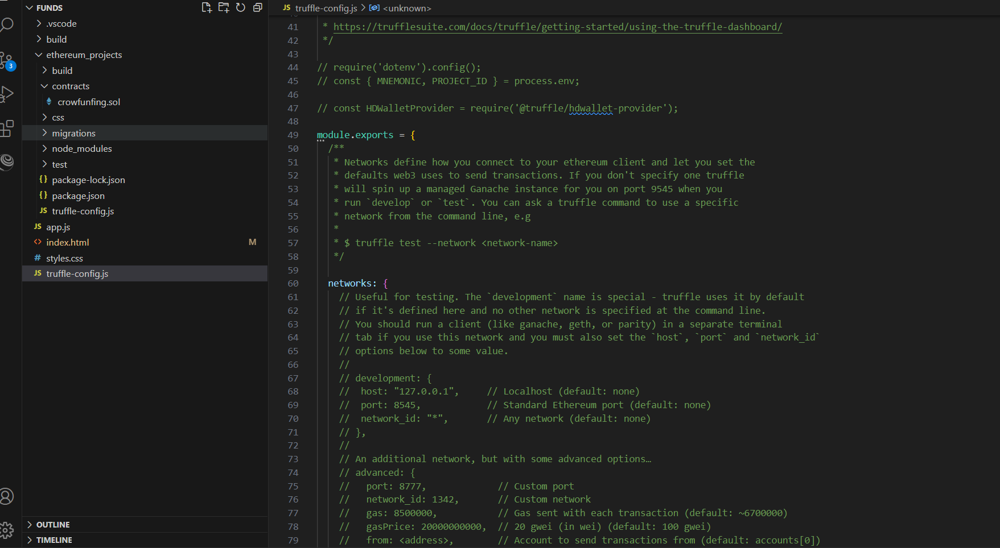 FUNDS
.vscode
build
ethereum_projects
build
contracts
crowfunfing.sol
css
migrations
node_modules
test
{} package-lock.json
{} package.json
JS truffle-config.js
JS app.js
<> index.html M
# styles.css
JS truffle-config.js
OUTLINE
TIMELINE
3
JS truffle-config.js > <unknown>
41 * https://trufflesuite.com/docs/truffle/getting-started/using-the-truffle-dashboard/
42 */
43
44 // require('dotenv').config();
45 // const { MNEMONIC, PROJECT_ID } = process.env;
46
47 // const HDWalletProvider = require('@truffle/hdwallet-provider');
48
49 module.exports = {
50 /**
51 * Networks define how you connect to your ethereum client and let you set the
52 * defaults web3 uses to send transactions. If you don't specify one truffle
53 * will spin up a managed Ganache instance for you on port 9545 when you
54 * run `develop` or `test`. You can ask a truffle command to use a specific
55 * network from the command line, e.g
56 *
57 * $ truffle test --network <network-name>
58 */
59
60 networks: {
61 // Useful for testing. The `development` name is special - truffle uses it by default
62 // if it's defined here and no other network is specified at the command line.
63 // You should run a client (like ganache, geth, or parity) in a separate terminal
64 // tab if you use this network and you must also set the `host`, `port` and `network_id`
65 // options below to some value.
66 //
67 // development: {
68 // host: "127.0.0.1", // Localhost (default: none)
69 // port: 8545, // Standard Ethereum port (default: none)
70 // network_id: "*", // Any network (default: none)
71 // },
72 //
73 // An additional network, but with some advanced options…
74 // advanced: {
75 // port: 8777, // Custom port
76 // network_id: 1342, // Custom network
77 // gas: 8500000, // Gas sent with each transaction (default: ~6700000)
78 // gasPrice: 20000000000, // 20 gwei (in wei) (default: 100 gwei)
79 // from: <address>, // Account to send transactions from (default: accounts[0])